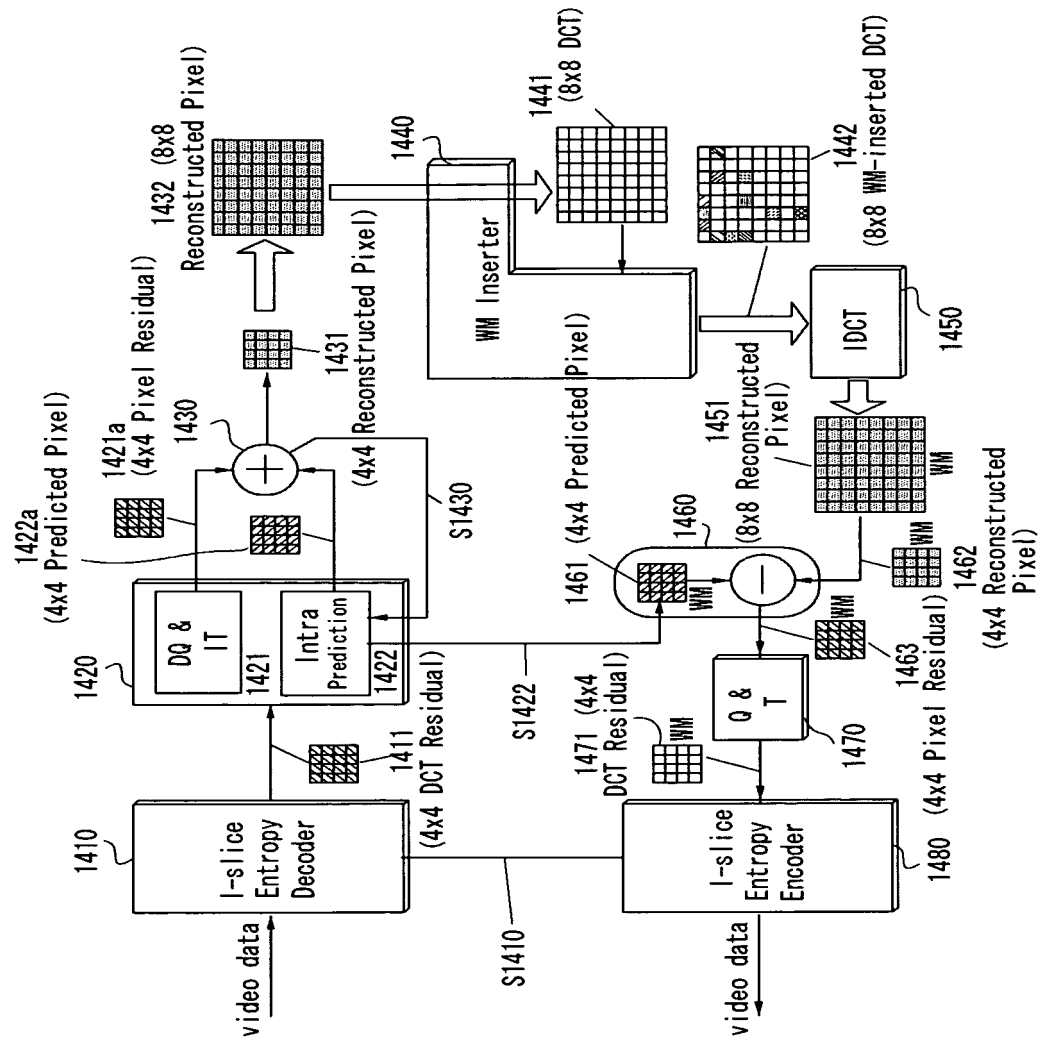 video data
1410
I-slice
Entropy
Decoder
1411
(4x4 DCT Residual)
1420
DQ &
IT
1421
Intra
Prediction
1422
1422a
(4x4 Predicted Pixel)
1421a
(4x4 Pixel Residual)
1430
S1430
1431
(4x4 Reconstructed Pixel)
1432 (8x8
Reconstructed Pixel)
1440
WM Inserter
1441
(8x8 DCT)
1442
(8x8 WM-inserted DCT)
IDCT
1450
1451
(8x8 Reconstructed
Pixel)
WM
WM
1462
(4x4 Reconstructed
Pixel)
1460
1461 (4x4 Predicted Pixel)
WM
S1422
WM
1463
(4x4 Pixel Residual)
Q &
T
1470
1471 (4x4
DCT Residual)
WM
S1410
I-slice
Entropy
Encoder
1480
video data